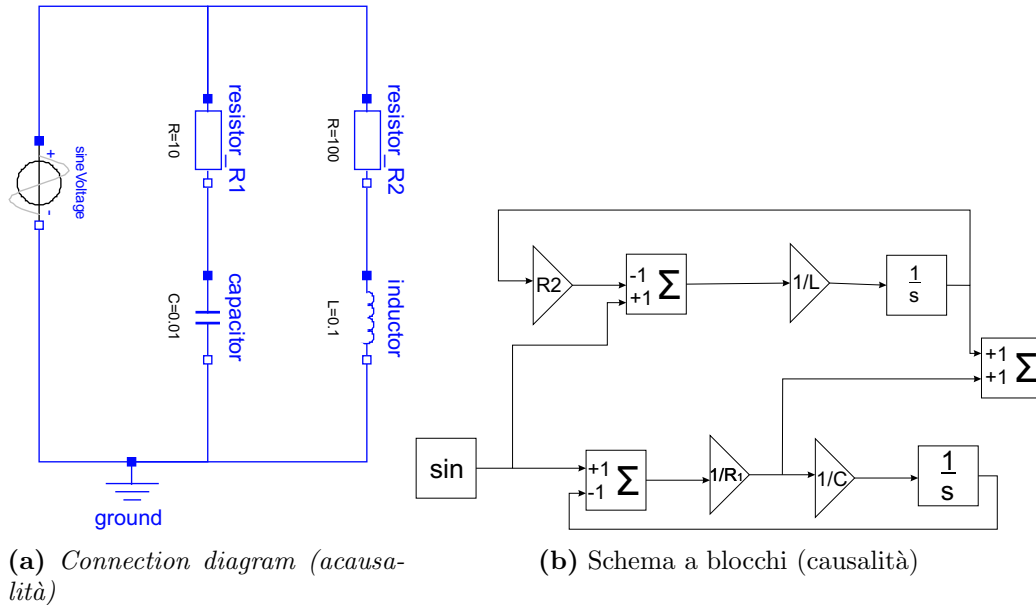 resistor_R1
R=10
resistor_R2
R=100
+
sineVoltage
-
capacitor
C=0.01
inductor
L=0.1
ground
R2
-1
+1
Σ
1/L
1
s
+1
+1
Σ
sin
+1
-1
Σ
1/R₁
1/C
1
s
(a) Connection diagram (acausa-
lità)
(b) Schema a blocchi (causalità)